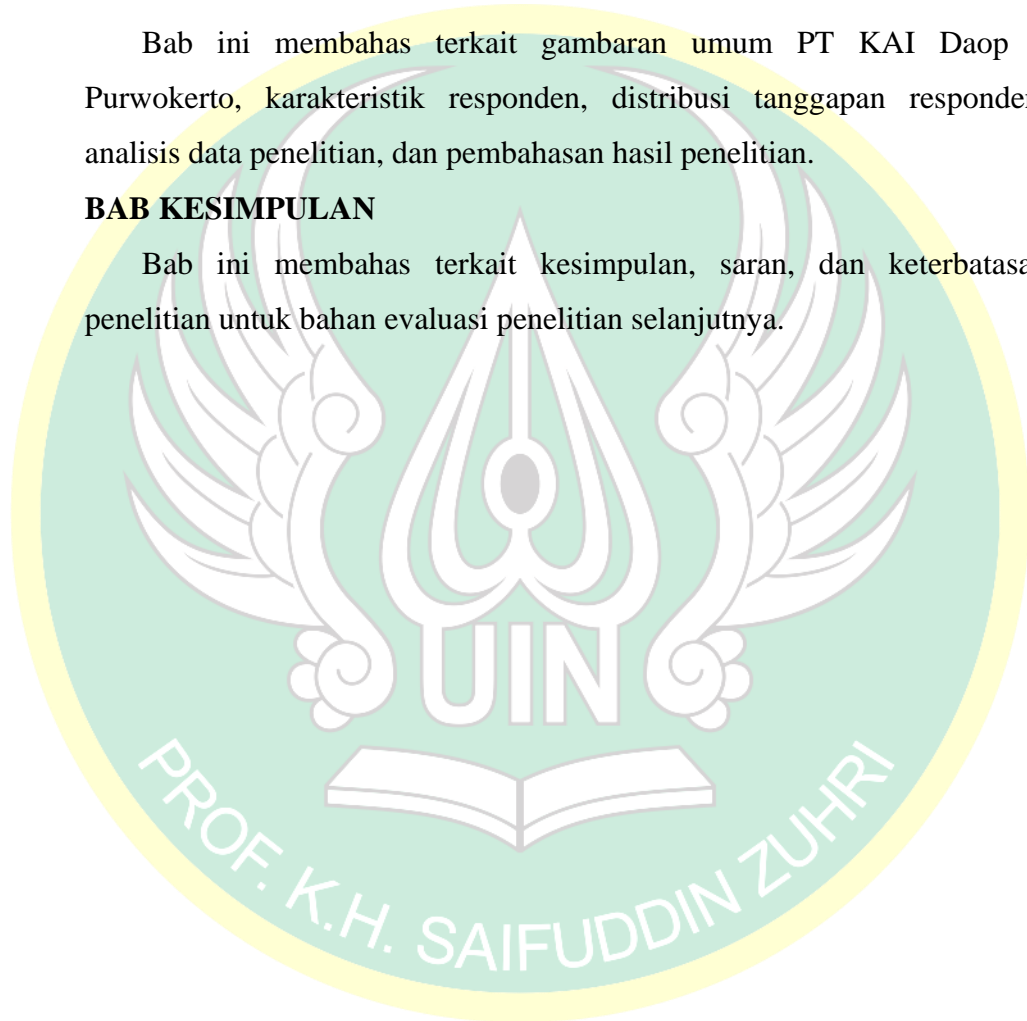 Bab ini membahas terkait gambaran umum PT KAI Daop
Purwokerto, karakteristik responden, distribusi tanggapan responde
analisis data penelitian, dan pembahasan hasil penelitian.
BAB KESIMPULAN
Bab ini membahas terkait kesimpulan, saran, dan keterbatasa
penelitian untuk bahan evaluasi penelitian selanjutnya.
UIN
PROF. K.H. SAIFUDDIN ZUHRI